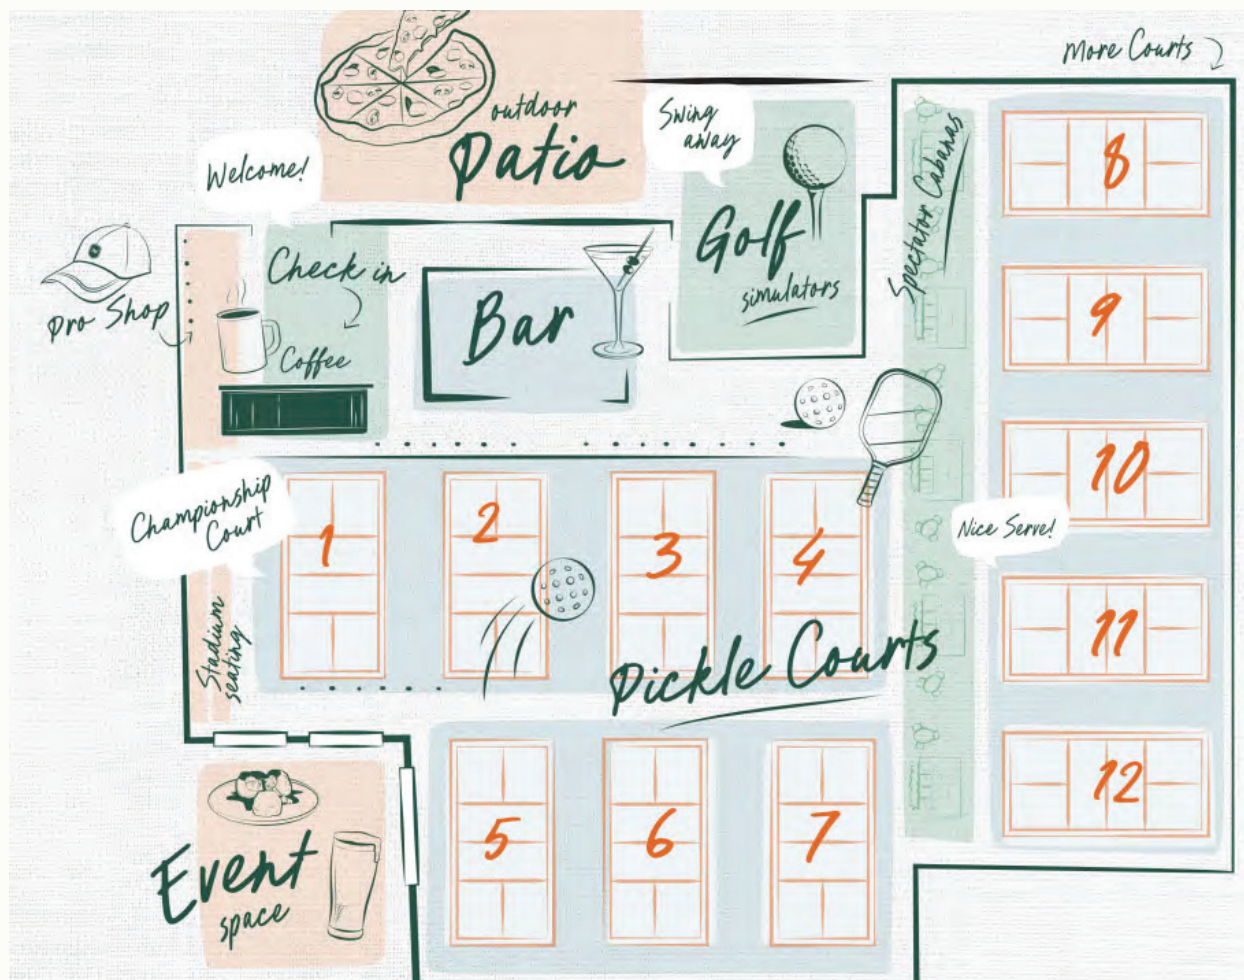 More Courts
outdoor
Patio
Swing
away
Welcome!
Golf
simulators
Spectator Cabanas
Check in
Pro Shop
Coffee
Bar
Championship
Court
Stadium
seating
Nice Serve!
Pickle Courts
1
2
3
4
5
6
7
8
9
10
11
12
Event
space